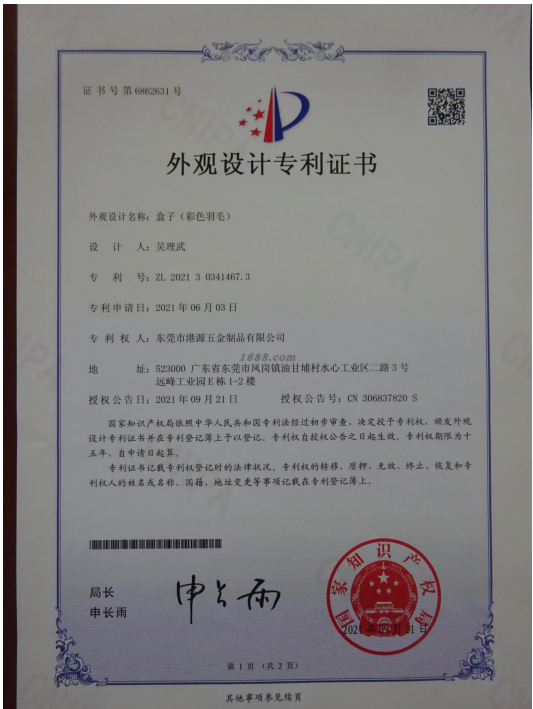 证书号第6862631号
外观设计专利证书
外观设计名称：盒子（彩色羽毛）
设计人：吴理武
专利号：ZL 2021 3 0341467.3
专利申请日：2021年06月03日
专利权人：东莞市港源五金制品有限公司
1688.com
地址：523000 广东省东莞市凤岗镇油甘埔村水心工业区二路3号
远峰工业园E栋1-2楼
授权公告日：2021年09月21日 授权公告号：CN 306837820 S
国家知识产权局依照中华人民共和国专利法经过初步审查，决定授予专利权，颁发外观
设计专利证书并在专利登记簿上予以登记。专利权自授权公告之日起生效。专利权期限为十
五年，自申请日起算。
专利证书记载专利权登记时的法律状况。专利权的转移、质押、无效、终止、恢复和专
利权人的姓名或名称、国籍、地址变更等事项记载在专利登记簿上。
局长
申长雨
申长雨
国家知识产权局
2021年09月21日
第1页（共2页）
其他事项参见续页
CNIPA